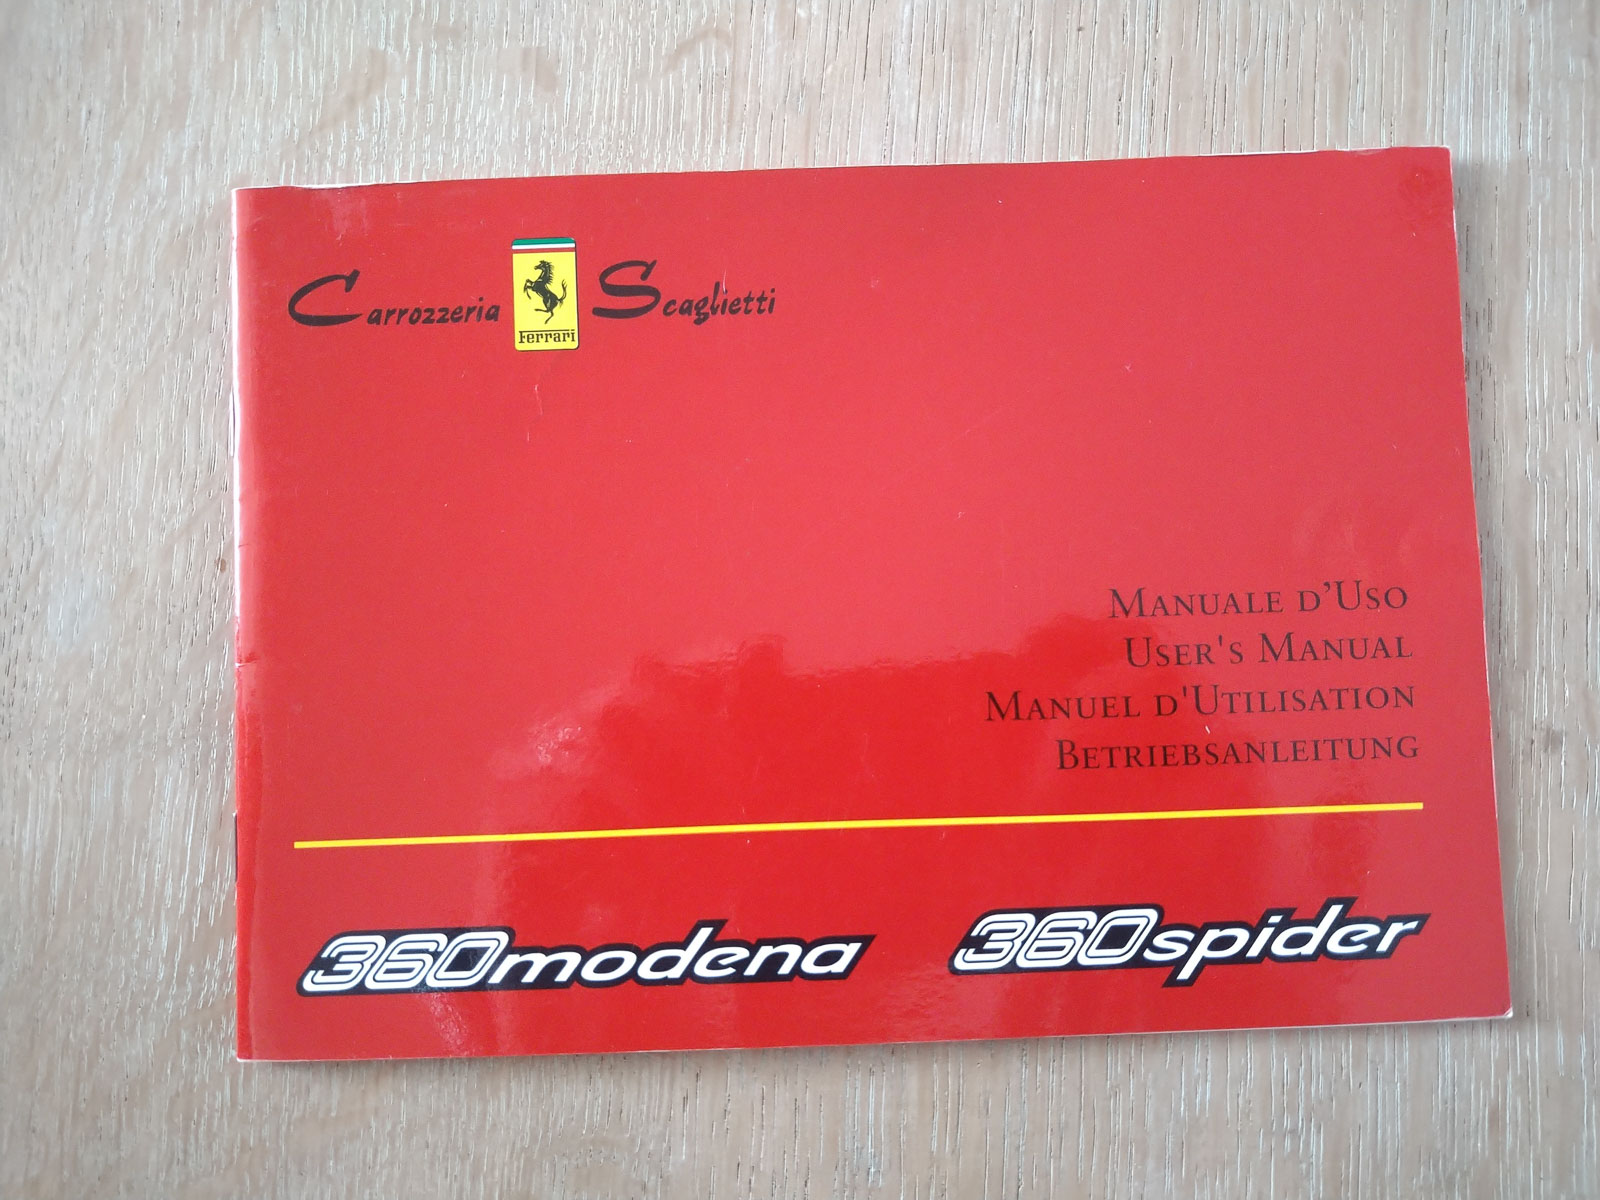 Carrozzeria Ferrari Scaglietti
MANUALE D’USO
USER'S MANUAL
MANUEL D'UTILISATION
BETRIEBSANLEITUNG
360modena 360spider